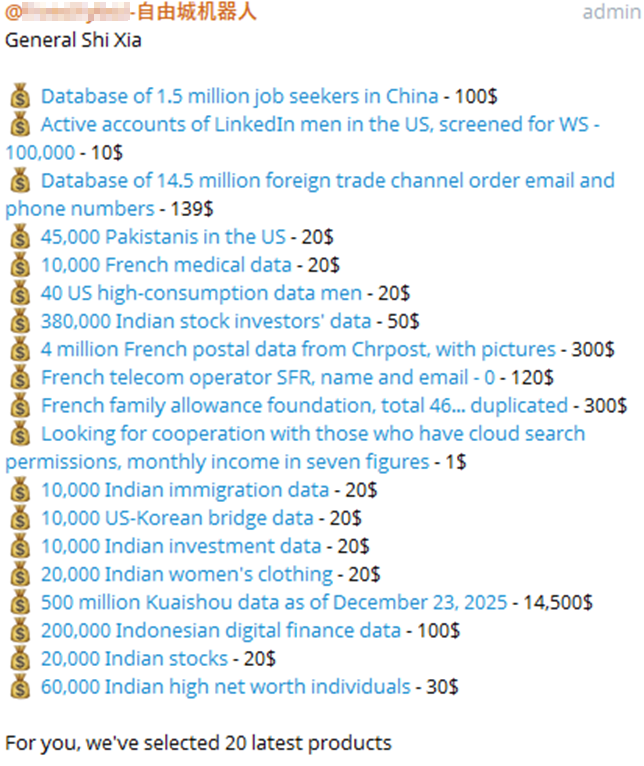 @ -自由城机器人 admin
General Shi Xia
Database of 1.5 million job seekers in China - 100$
Active accounts of LinkedIn men in the US, screened for WS -
100,000 - 10$
Database of 14.5 million foreign trade channel order email and
phone numbers - 139$
45,000 Pakistanis in the US - 20$
10,000 French medical data - 20$
40 US high-consumption data men - 20$
380,000 Indian stock investors' data - 50$
4 million French postal data from Chrpost, with pictures - 300$
French telecom operator SFR, name and email - 0 - 120$
French family allowance foundation, total 46... duplicated - 300$
Looking for cooperation with those who have cloud search
permissions, monthly income in seven figures - 1$
10,000 Indian immigration data - 20$
10,000 US-Korean bridge data - 20$
10,000 Indian investment data - 20$
20,000 Indian women's clothing - 20$
500 million Kuaishou data as of December 23, 2025 - 14,500$
200,000 Indonesian digital finance data - 100$
20,000 Indian stocks - 20$
60,000 Indian high net worth individuals - 30$
For you, we've selected 20 latest products